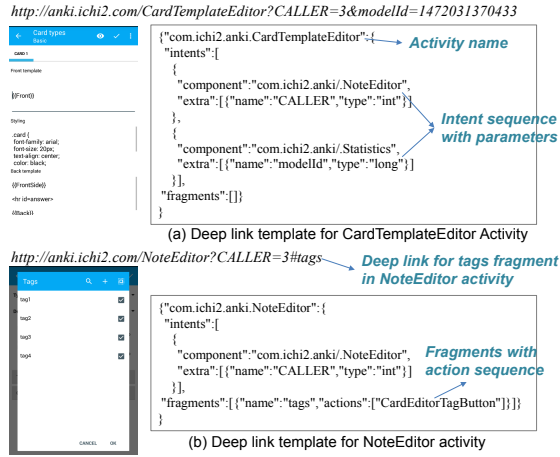 http://anki.ichi2.com/CardTemplateEditor?CALLER=3&modelId=1472031370433
Card types
Basic
CARD 1
Front template
{{Front}}
Styling
.card {
font-family: arial;
font-size: 20px;
text-align: center;
color: black;
Back template
{{FrontSide}}
<hr id=answer>
{{Back}}
{"com.ichi2.anki.CardTemplateEditor":{
"intents":[
{
"component":"com.ichi2.anki/.NoteEditor",
"extra":[{"name":"CALLER","type":"int"}]
},
{
"component":"com.ichi2.anki/.Statistics",
"extra":[{"name":"modelId","type":"long"}]
}],
"fragments":[]}
}
Activity name
Intent sequence
with parameters
(a) Deep link template for CardTemplateEditor Activity
http://anki.ichi2.com/NoteEditor?CALLER=3#tags
Deep link for tags fragment
in NoteEditor activity
Tags
tag1
tag2
tag3
tag4
CANCEL OK
{"com.ichi2.anki.NoteEditor":{
"intents":[
{
"component":"com.ichi2.anki/.NoteEditor",
"extra":[{"name":"CALLER","type":"int"}]
}],
"fragments":[{"name":"tags","actions":["CardEditorTagButton"]}]}
}
Fragments with
action sequence
(b) Deep link template for NoteEditor activity